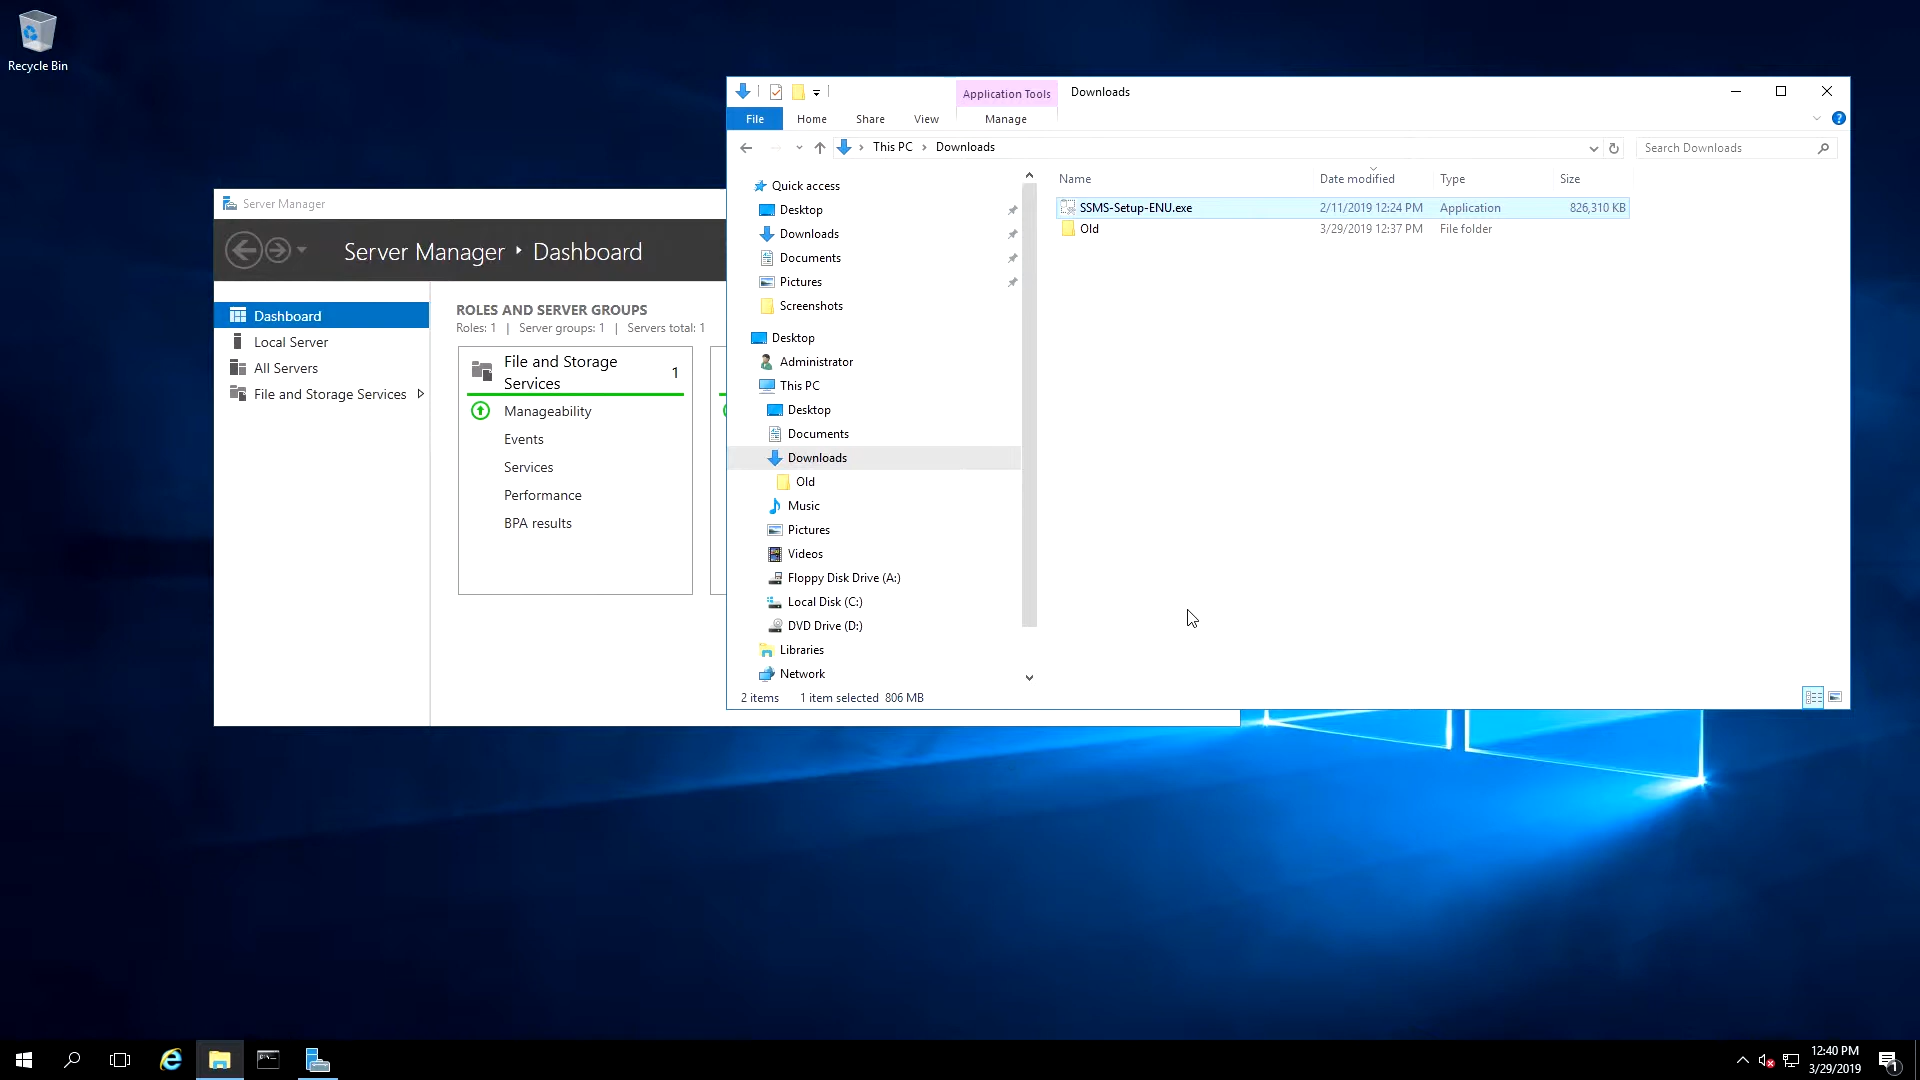 Recycle Bin
Application Tools
Downloads
File
Home
Share
View
Manage
This PC
Downloads
Search Downloads
Quick access
Desktop
Downloads
Documents
Pictures
Screenshots
Desktop
Administrator
This PC
Desktop
Documents
Downloads
Old
Music
Pictures
Videos
Floppy Disk Drive (A:)
Local Disk (C:)
DVD Drive (D:)
Libraries
Network
Name
Date modified
Type
Size
SSMS-Setup-ENU.exe
2/11/2019 12:24 PM
Application
826,310 KB
Old
3/29/2019 12:37 PM
File folder
2 items
1 item selected 806 MB
Server Manager
Server Manager
Dashboard
Dashboard
Local Server
All Servers
File and Storage Services
ROLES AND SERVER GROUPS
Roles: 1 | Server groups: 1 | Servers total: 1
File and Storage
Services
1
Manageability
Events
Services
Performance
BPA results
12:40 PM
3/29/2019
1